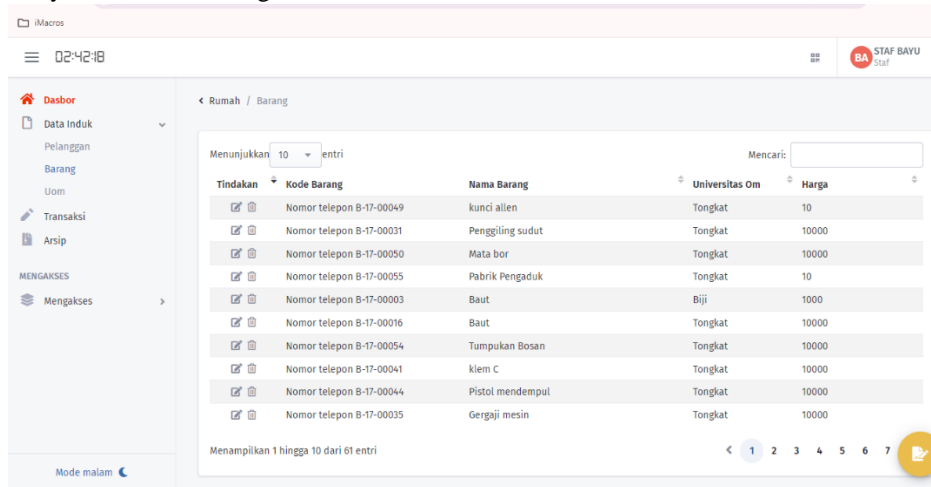 iMacros
02:42:18
BA STAF BAYU
Staf
Dasbor
Data Induk
Pelanggan
Barang
Uom
Transaksi
Arsip
MENGAKSES
Mengakses
Mode malam
Rumah / Barang
Menunjukkan 10 entri
Mencari:
Tindakan Kode Barang Nama Barang Universitas Om Harga
Nomor telepon B-17-00049 kunci allen Tongkat 10
Nomor telepon B-17-00031 Penggiling sudut Tongkat 10000
Nomor telepon B-17-00050 Mata bor Tongkat 10000
Nomor telepon B-17-00055 Pabrik Pengaduk Tongkat 10
Nomor telepon B-17-00003 Baut Biji 1000
Nomor telepon B-17-00016 Baut Tongkat 10000
Nomor telepon B-17-00054 Tumpukan Bosan Tongkat 10000
Nomor telepon B-17-00041 klem C Tongkat 10000
Nomor telepon B-17-00044 Pistol mendempul Tongkat 10000
Nomor telepon B-17-00035 Gergaji mesin Tongkat 10000
Menampilkan 1 hingga 10 dari 61 entri
1 2 3 4 5 6 7